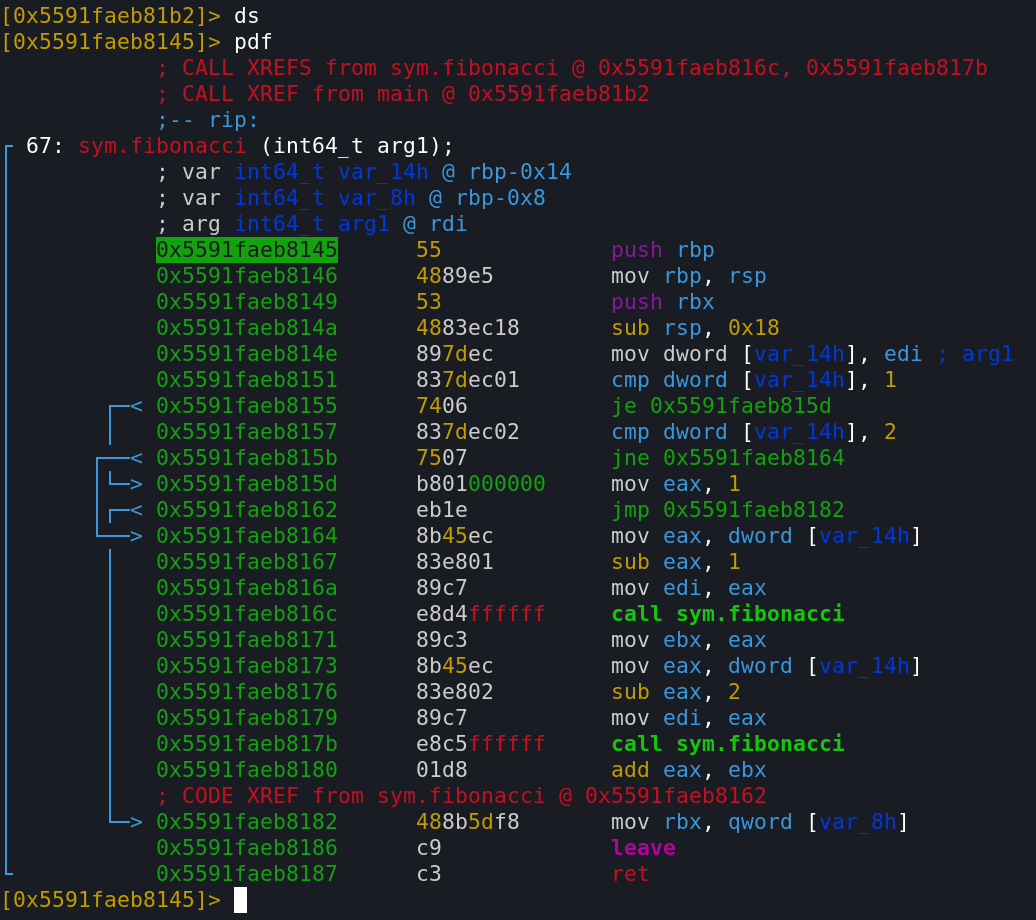 [0x5591faeb81b2]> ds
[0x5591faeb8145]> pdf
; CALL XREFS from sym.fibonacci @ 0x5591faeb816c, 0x5591faeb817b
; CALL XREF from main @ 0x5591faeb81b2
;-- rip:
67: sym.fibonacci (int64_t arg1);
; var int64_t var_14h @ rbp-0x14
; var int64_t var_8h @ rbp-0x8
; arg int64_t arg1 @ rdi
0x5591faeb8145 55 push rbp
0x5591faeb8146 4889e5 mov rbp, rsp
0x5591faeb8149 53 push rbx
0x5591faeb814a 4883ec18 sub rsp, 0x18
0x5591faeb814e 897dec mov dword [var_14h], edi ; arg1
0x5591faeb8151 837dec01 cmp dword [var_14h], 1
< 0x5591faeb8155 7406 je 0x5591faeb815d
0x5591faeb8157 837dec02 cmp dword [var_14h], 2
< 0x5591faeb815b 7507 jne 0x5591faeb8164
> 0x5591faeb815d b801000000 mov eax, 1
< 0x5591faeb8162 eb1e jmp 0x5591faeb8182
> 0x5591faeb8164 8b45ec mov eax, dword [var_14h]
0x5591faeb8167 83e801 sub eax, 1
0x5591faeb816a 89c7 mov edi, eax
0x5591faeb816c e8d4ffffff call sym.fibonacci
0x5591faeb8171 89c3 mov ebx, eax
0x5591faeb8173 8b45ec mov eax, dword [var_14h]
0x5591faeb8176 83e802 sub eax, 2
0x5591faeb8179 89c7 mov edi, eax
0x5591faeb817b e8c5ffffff call sym.fibonacci
0x5591faeb8180 01d8 add eax, ebx
; CODE XREF from sym.fibonacci @ 0x5591faeb8162
> 0x5591faeb8182 488b5df8 mov rbx, qword [var_8h]
0x5591faeb8186 c9 leave
0x5591faeb8187 c3 ret
[0x5591faeb8145]>